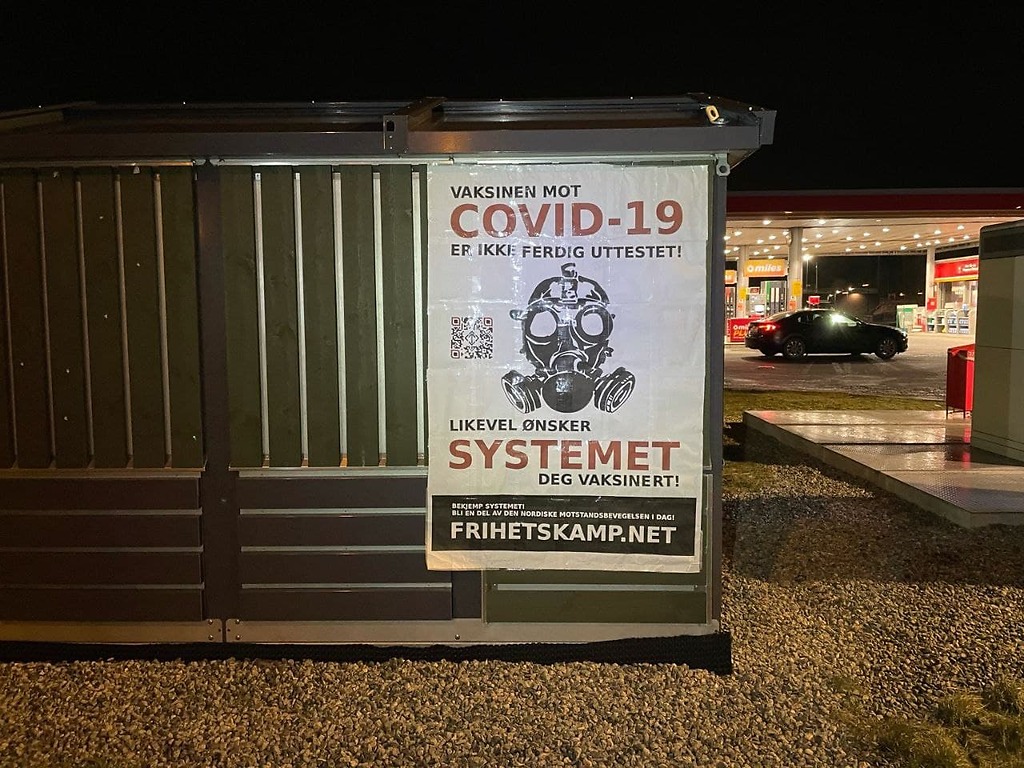 VAKSINEN MOT
COVID-19
ER IKKE FERDIG UTTESTET!
LIKEVEL ØNSKER
SYSTEMET
DEG VAKSINERT!
BEKJEMP SYSTEMET!
BLI EN DEL AV DEN NORDISKE MOTSTANDSBEVEGELSEN I DAG!
FRIHETSKAMP.NET
miles